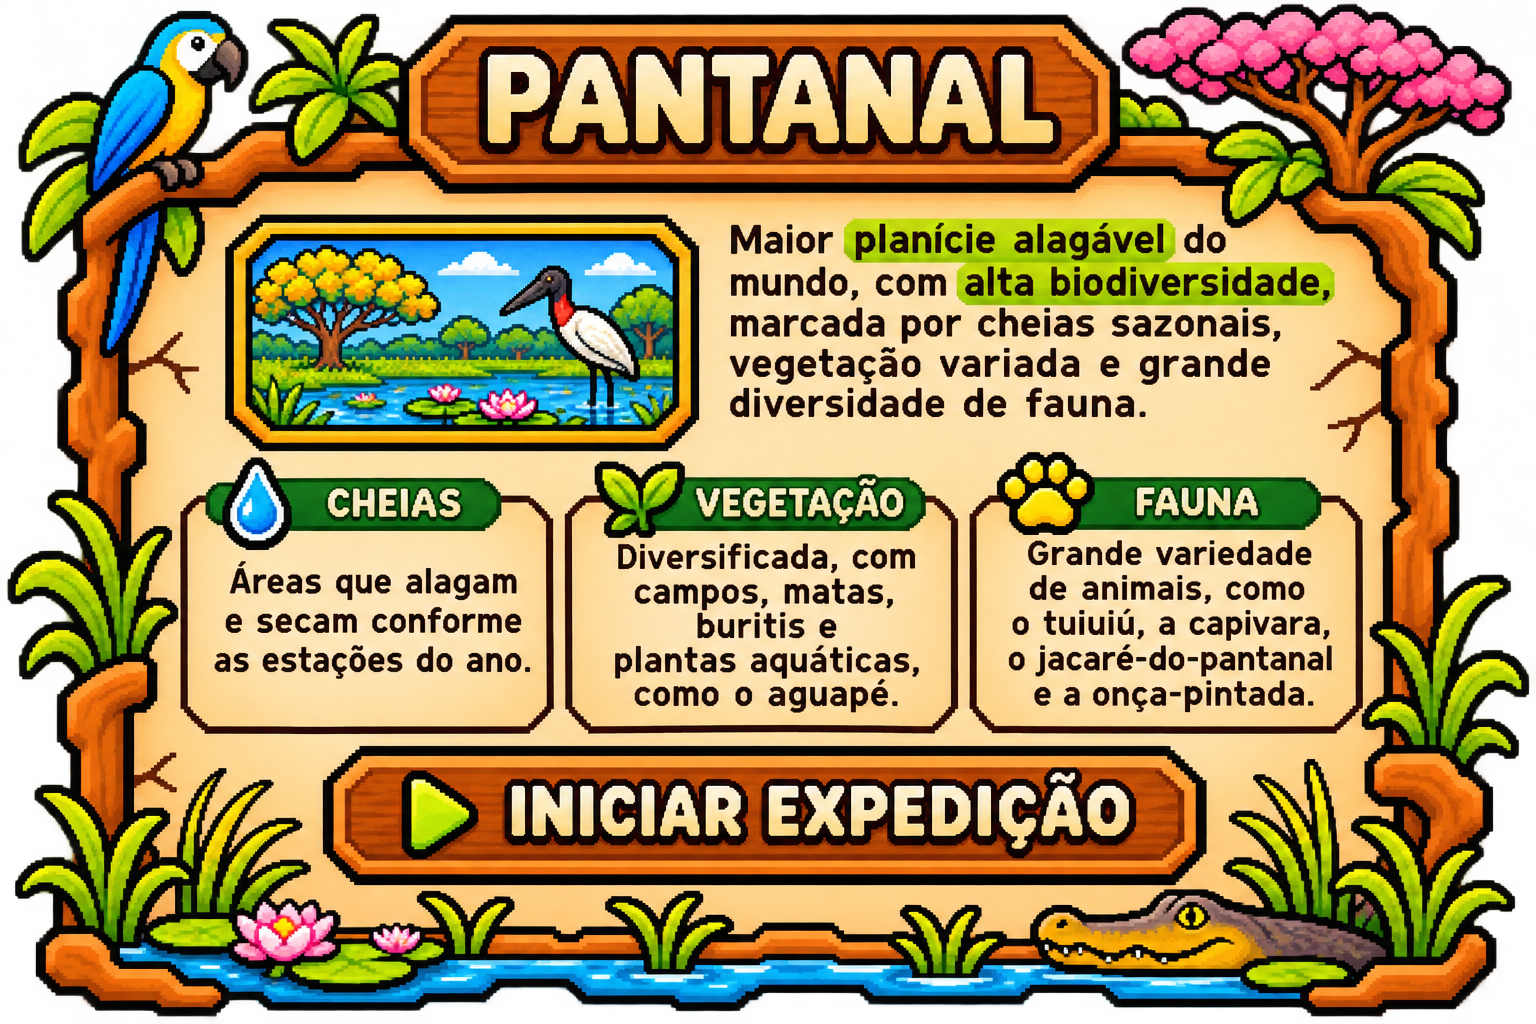 PANTANAL
Maior planície alagável do
mundo, com alta biodiversidade,
marcada por cheias sazonais,
vegetação variada e grande
diversidade de fauna.
CHEIAS
Áreas que alagam
e secam conforme
as estações do ano.
VEGETAÇÃO
Diversificada, com
campos, matas,
buritis e
plantas aquáticas,
como o aguapé.
FAUNA
Grande variedade
de animais, como
o tuiuiú, a capivara,
o jacaré-do-pantanal
e a onça-pintada.
INICIAR EXPEDIÇÃO